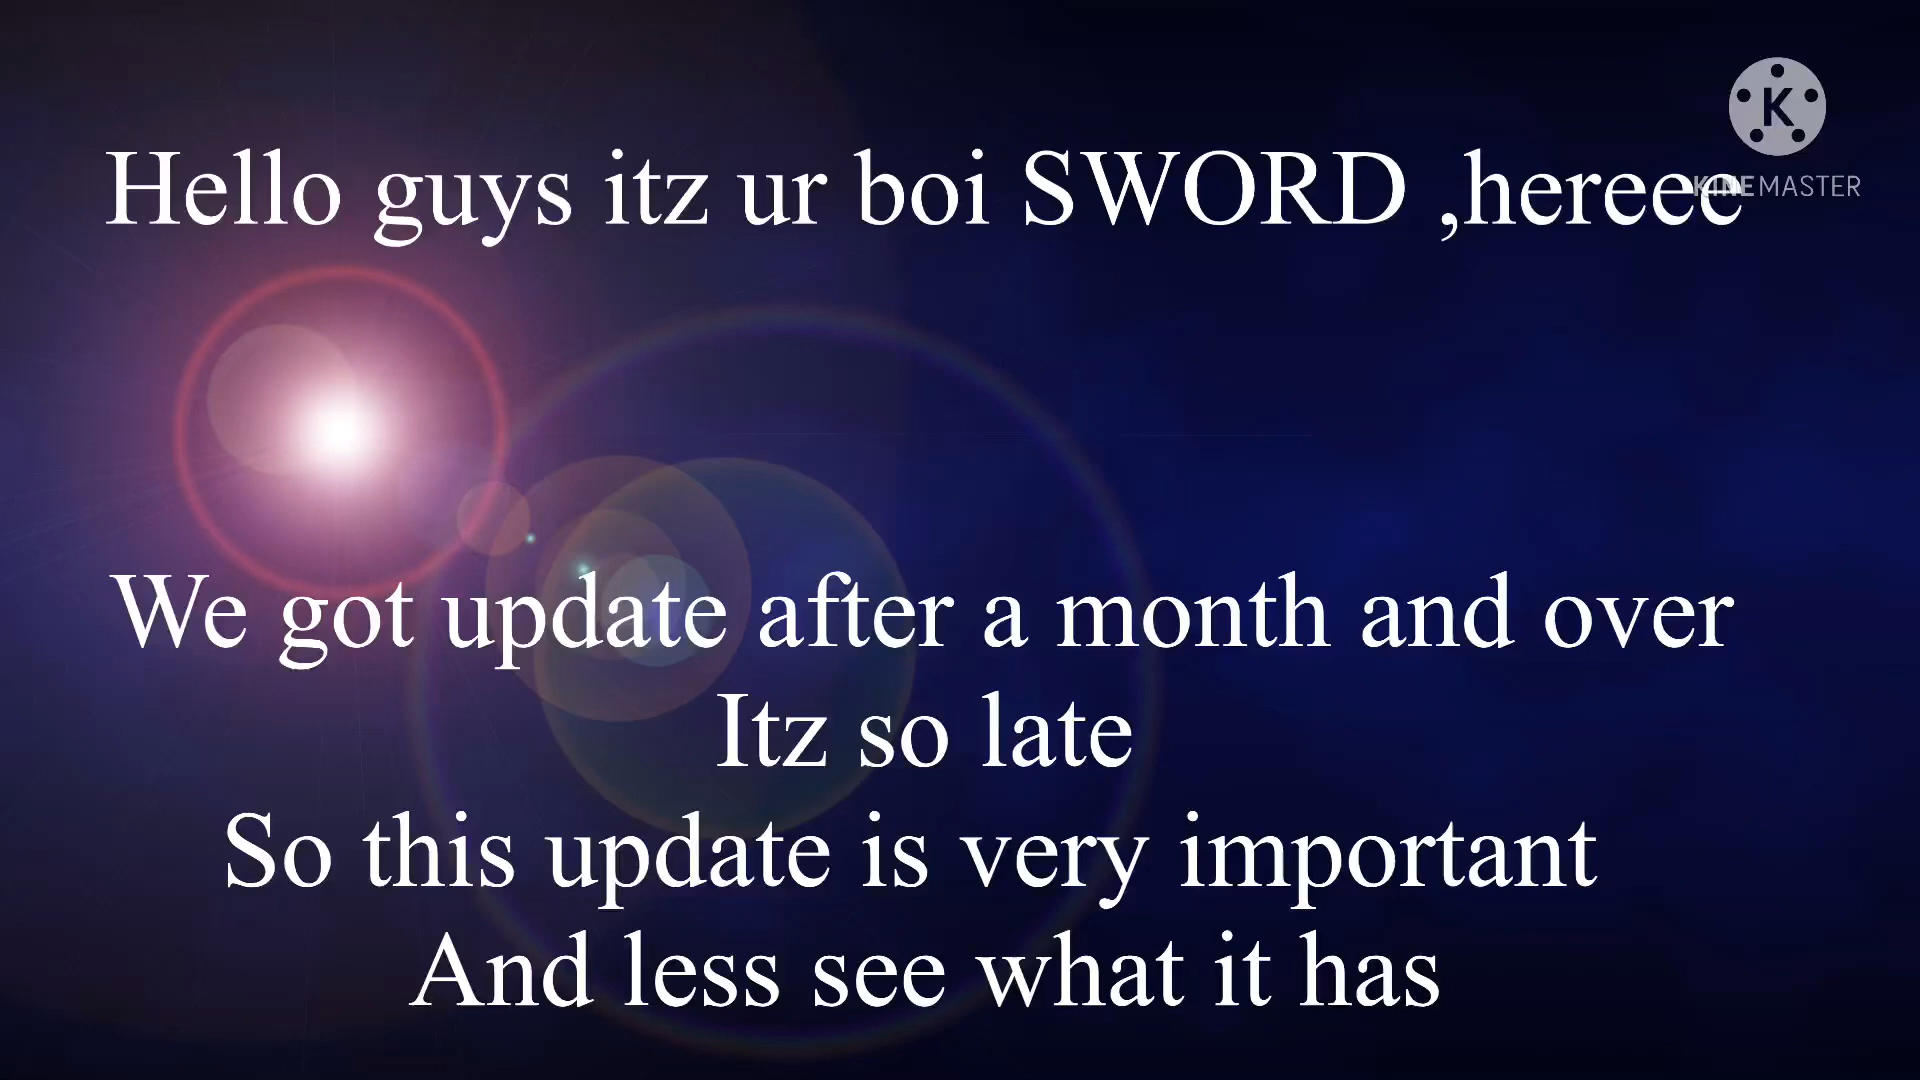 K
Hello guys itz ur boi SWORD ,hereee
KINEMASTER
We got update after a month and over
Itz so late
So this update is very important
And less see what it has